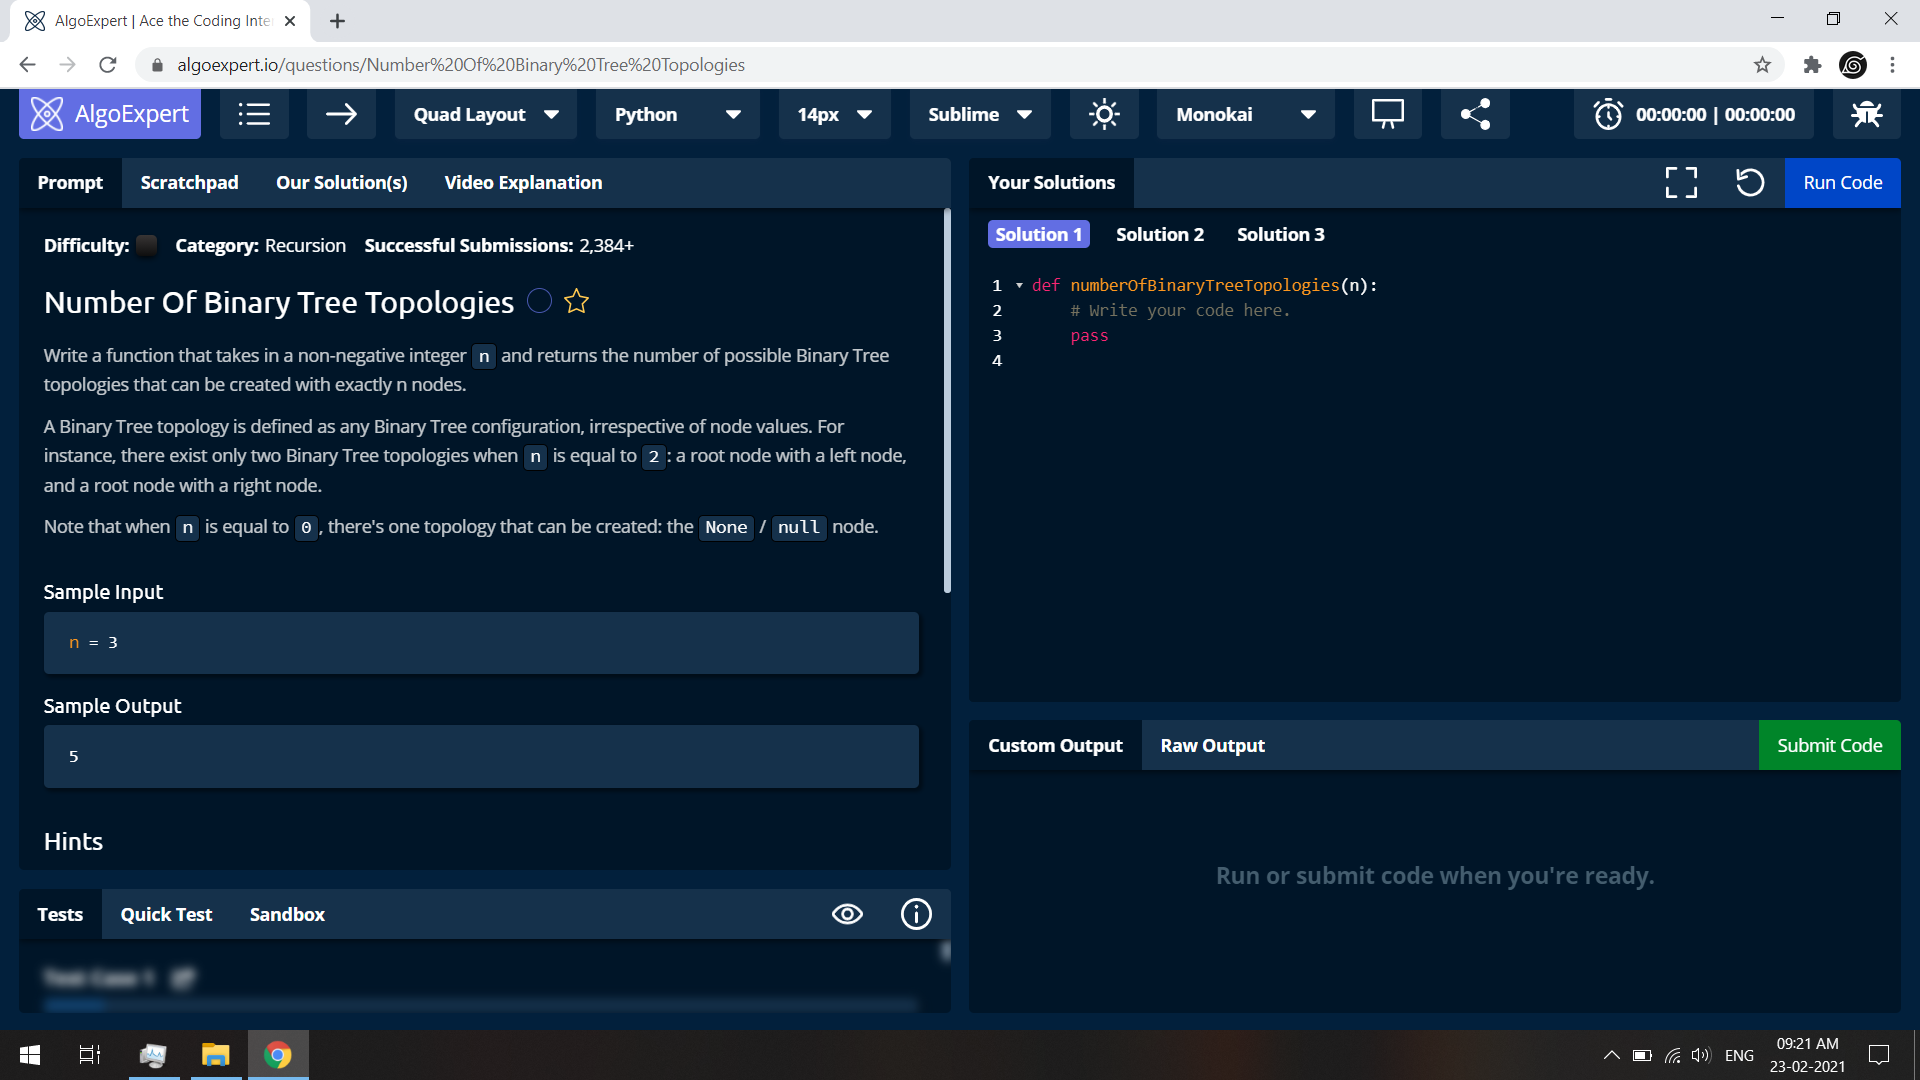 AlgoExpert | Ace the Coding Inte
algoexpert.io/questions/Number%20Of%20Binary%20Tree%20Topologies
AlgoExpert
Quad Layout
Python
14px
Sublime
Monokai
00:00:00 | 00:00:00
Prompt
Scratchpad
Our Solution(s)
Video Explanation
Difficulty: Category: Recursion Successful Submissions: 2,384+
Number Of Binary Tree Topologies
Write a function that takes in a non-negative integer n and returns the number of possible Binary Tree
topologies that can be created with exactly n nodes.
A Binary Tree topology is defined as any Binary Tree configuration, irrespective of node values. For
instance, there exist only two Binary Tree topologies when n is equal to 2: a root node with a left node,
and a root node with a right node.
Note that when n is equal to 0, there's one topology that can be created: the None / null node.
Sample Input
n = 3
Sample Output
5
Hints
Tests
Quick Test
Sandbox
Test Case 1
Your Solutions
Run Code
Solution 1
Solution 2
Solution 3
1 def numberOfBinaryTreeTopologies(n):
2 # Write your code here.
3 pass
4
Custom Output
Raw Output
Submit Code
Run or submit code when you're ready.
ENG
09:21 AM
23-02-2021